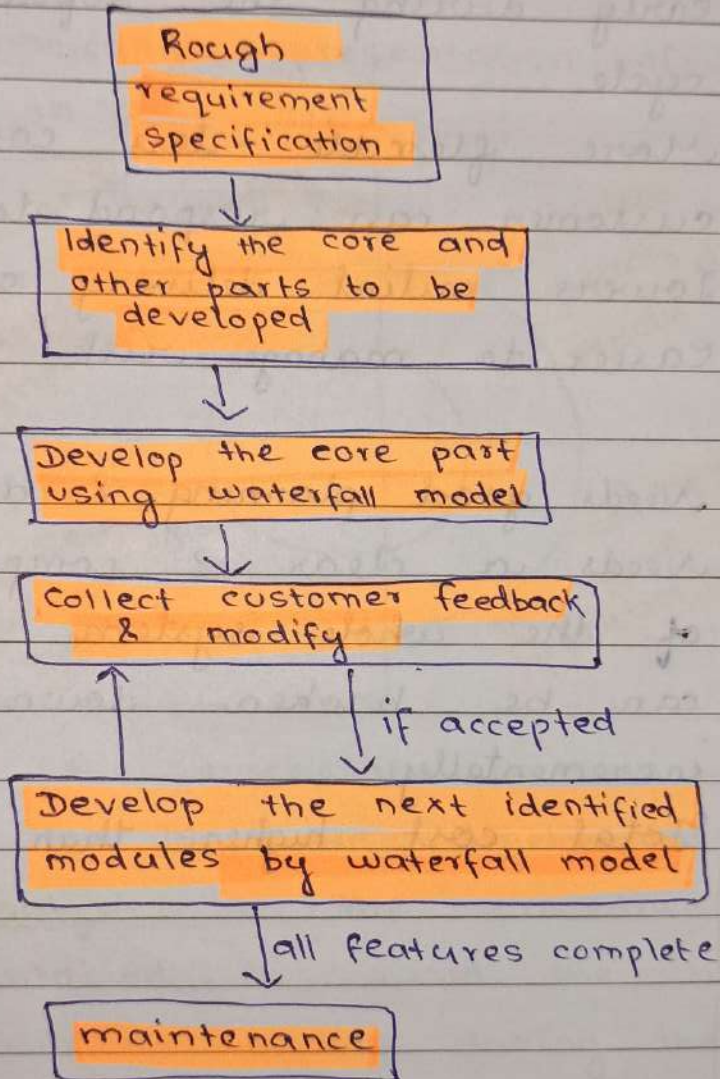 Rough
requirement
specification
Identify the core and
other parts to be
developed
Develop the core part
using waterfall model
Collect customer feedback
& modify
if accepted
Develop the next identified
modules by waterfall model
all features complete
maintenance